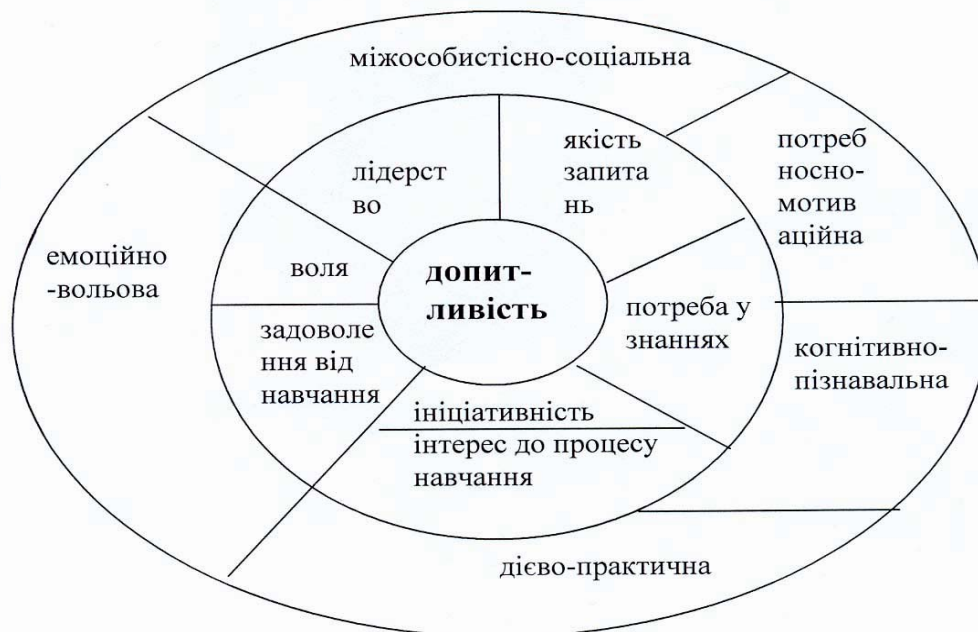 міжособистісно-соціальна
якість
запита
нь
потреб
носно-
мотив
аційна
лідерст
во
емоційно
-вольова
воля
допит-
ливість
задоволе
ння від
навчання
потреба у
знаннях
когнітивно-
пізнавальна
ініціативність
інтерес до процесу
навчання
дієво-практична